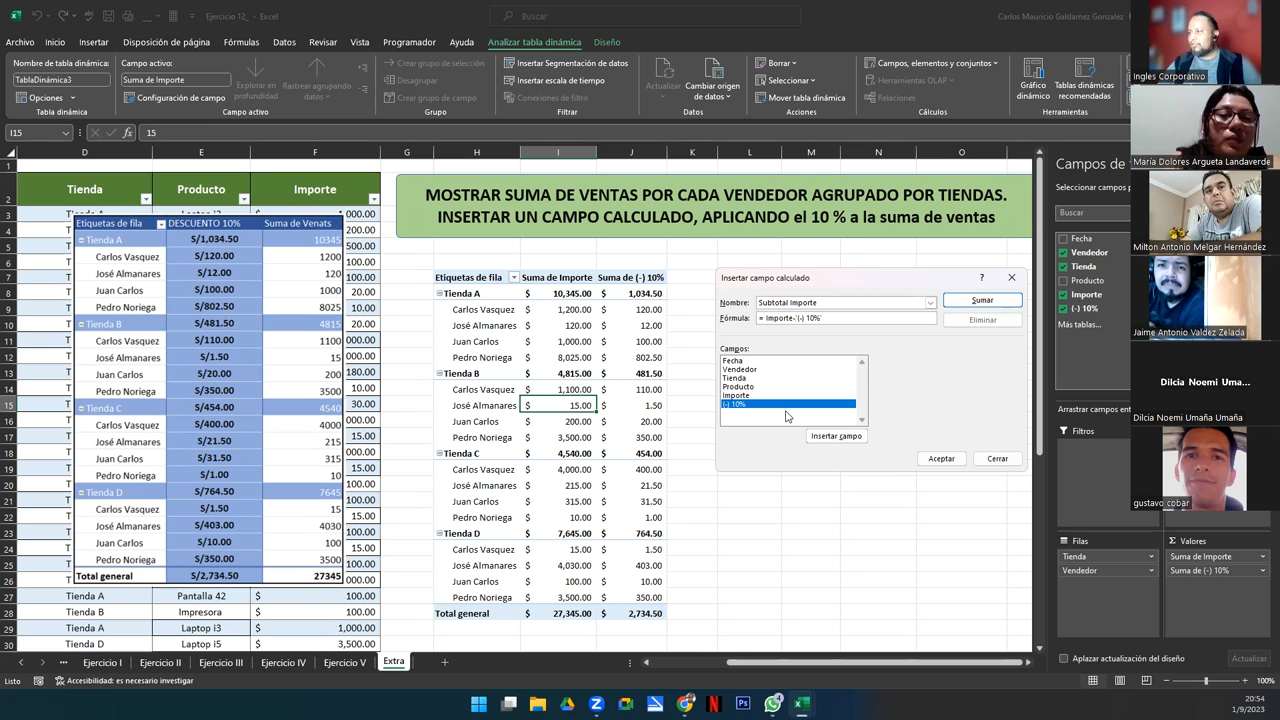 Ejercicio 12_ - Excel
Buscar
Carlos Mauricio Galdamez Gonzalez
Archivo Inicio Insertar Disposición de página Fórmulas Datos Revisar Vista Programador Ayuda Analizar tabla dinámica Diseño
Nombre de tabla dinámica:
TablaDinámica3
Opciones
Tabla dinámica
Campo activo:
Suma de Importe
Configuración de campo
Explorar en profundidad
Rastrear agrupando datos
Campo activo
Crear grupo de selección
Desagrupar
Crear grupo de campo
Grupo
Insertar Segmentación de datos
Insertar escala de tiempo
Conexiones de filtro
Filtrar
Actualizar
Cambiar origen de datos
Datos
Borrar
Seleccionar
Mover tabla dinámica
Acciones
Campos, elementos y conjuntos
Herramientas OLAP
Relaciones
Cálculos
Gráfico dinámico
Tablas dinámicas recomendadas
Herramientas
I15 fx 15
D E F G H I J K L M N O
Tienda Producto Importe
MOSTRAR SUMA DE VENTAS POR CADA VENDEDOR AGRUPADO POR TIENDAS.
INSERTAR UN CAMPO CALCULADO, APLICANDO el 10 % a la suma de ventas
Etiquetas de fila DESCUENTO 10% Suma de Venats
Tienda A S/1,034.50 10345
Carlos Vasquez S/120.00 1200
José Almanares S/12.00 120
Juan Carlos S/100.00 1000
Pedro Noriega S/802.50 8025
Tienda B S/481.50 4815
Carlos Vasquez S/110.00 1100
José Almanares S/1.50 15
Juan Carlos S/20.00 200
Pedro Noriega S/350.00 3500
Tienda C S/454.00 4540
Carlos Vasquez S/400.00 4000
José Almanares S/21.50 215
Juan Carlos S/31.50 315
Pedro Noriega S/1.00 10
Tienda D S/764.50 7645
Carlos Vasquez S/1.50 15
José Almanares S/403.00 4030
Juan Carlos S/10.00 100
Pedro Noriega S/350.00 3500
Total general S/2,734.50 27345
Tienda A Pantalla 42 $ 100.00
Tienda B Impresora $ 100.00
Tienda A Laptop i3 $ 1,000.00
Tienda D Laptop i5 $ 3,500.00
Etiquetas de fila Suma de Importe Suma de (-) 10%
Tienda A $ 10,345.00 $ 1,034.50
Carlos Vasquez $ 1,200.00 $ 120.00
José Almanares $ 120.00 $ 12.00
Juan Carlos $ 1,000.00 $ 100.00
Pedro Noriega $ 8,025.00 $ 802.50
Tienda B $ 4,815.00 $ 481.50
Carlos Vasquez $ 1,100.00 $ 110.00
José Almanares $ 15.00 $ 1.50
Juan Carlos $ 200.00 $ 20.00
Pedro Noriega $ 3,500.00 $ 350.00
Tienda C $ 4,540.00 $ 454.00
Carlos Vasquez $ 4,000.00 $ 400.00
José Almanares $ 215.00 $ 21.50
Juan Carlos $ 315.00 $ 31.50
Pedro Noriega $ 10.00 $ 1.00
Tienda D $ 7,645.00 $ 764.50
Carlos Vasquez $ 15.00 $ 1.50
José Almanares $ 4,030.00 $ 403.00
Juan Carlos $ 100.00 $ 10.00
Pedro Noriega $ 3,500.00 $ 350.00
Total general $ 27,345.00 $ 2,734.50
Insertar campo calculado ?
Nombre: Subtotal Importe Sumar
Fórmula: = Importe-'(-) 10%' Eliminar
Campos:
Fecha
Vendedor
Tienda
Producto
Importe
(-) 10%
Insertar campo
Aceptar Cerrar
Campos de
Seleccionar campos p
Buscar
Fecha
Vendedor
Tienda
Producto
Importe
(-) 10%
Más tablas...
Arrastrar campos en
Filtros
Filas
Tienda
Vendedor
Valores
Suma de Importe
Suma de (-) 10%
Aplazar actualización del diseño Actualizar
Ingles Corporativo
María Dolores Argueta Landaverde
Milton Antonio Melgar Hernández
Jaime Antonio Valdez Zelada
Dilcia Noemi Uma...
Dilcia Noemi Umaña Umaña
gustavo cobar
Ejercicio I Ejercicio II Ejercicio III Ejercicio IV Ejercicio V Extra
Listo Accesibilidad: es necesario investigar 100%
20:54
1/9/2023